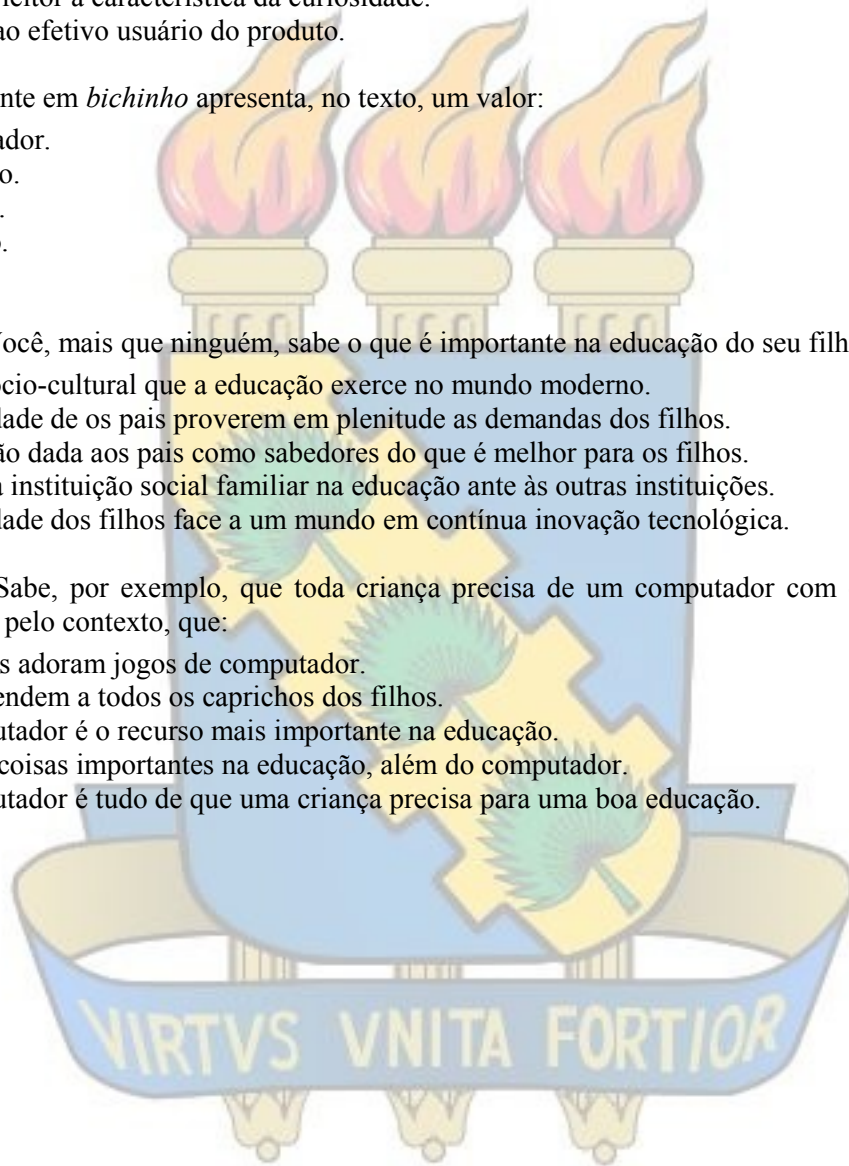 leitor a característica da curiosidade.
ao efetivo usuário do produto.
nte em bichinho apresenta, no texto, um valor:
ador.
o.
.
o.
Você, mais que ninguém, sabe o que é importante na educação do seu filh
ócio-cultural que a educação exerce no mundo moderno.
dade de os pais proverem em plenitude as demandas dos filhos.
ão dada aos pais como sabedores do que é melhor para os filhos.
a instituição social familiar na educação ante às outras instituições.
dade dos filhos face a um mundo em contínua inovação tecnológica.
Sabe, por exemplo, que toda criança precisa de um computador com
pelo contexto, que:
s adoram jogos de computador.
endem a todos os caprichos dos filhos.
utador é o recurso mais importante na educação.
coisas importantes na educação, além do computador.
utador é tudo de que uma criança precisa para uma boa educação.
VIRTVS VNITA FORTIOR